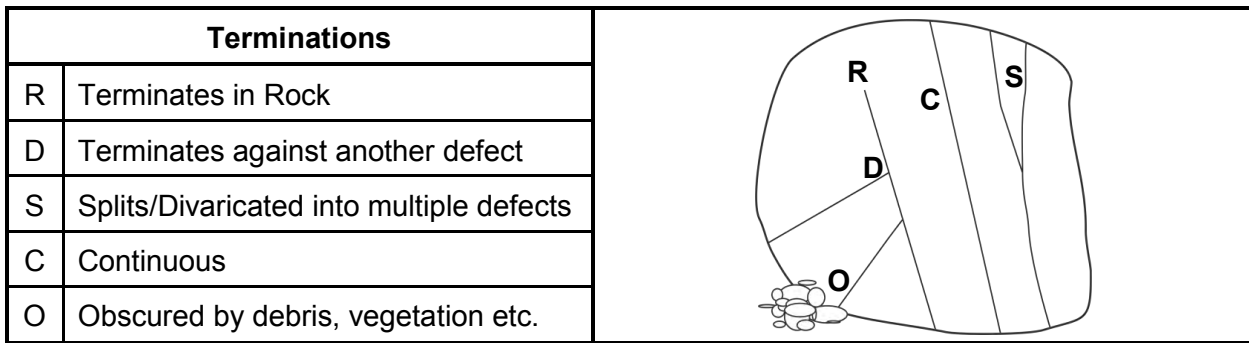 Terminations
R Terminates in Rock
D Terminates against another defect
S Splits/Divaricated into multiple defects
C Continuous
O Obscured by debris, vegetation etc.
R
S
C
D
O